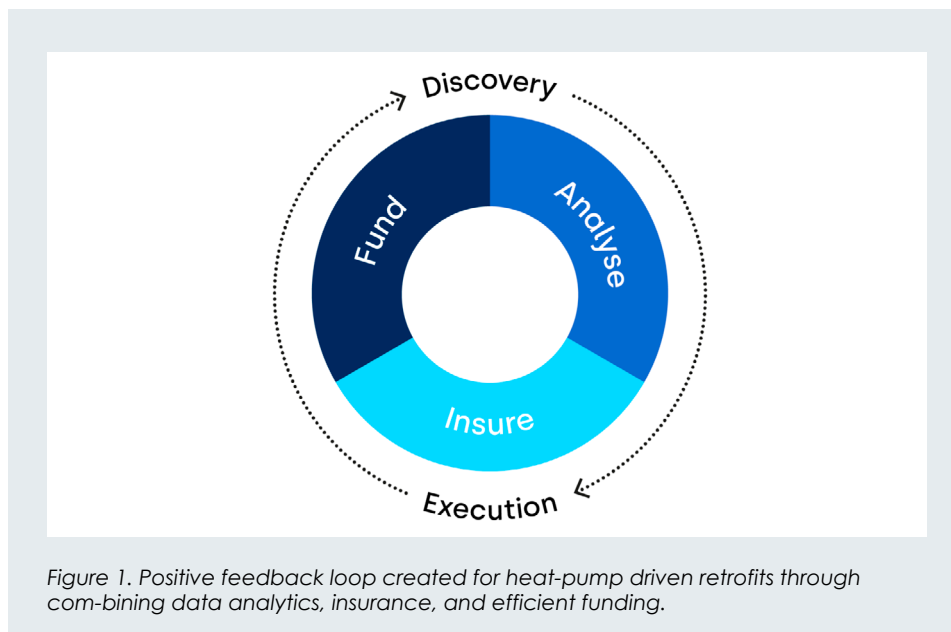 Discovery
Fund
Analyse
Insure
Execution
Figure 1. Positive feedback loop created for heat-pump driven retrofits through
com-bining data analytics, insurance, and efficient funding.